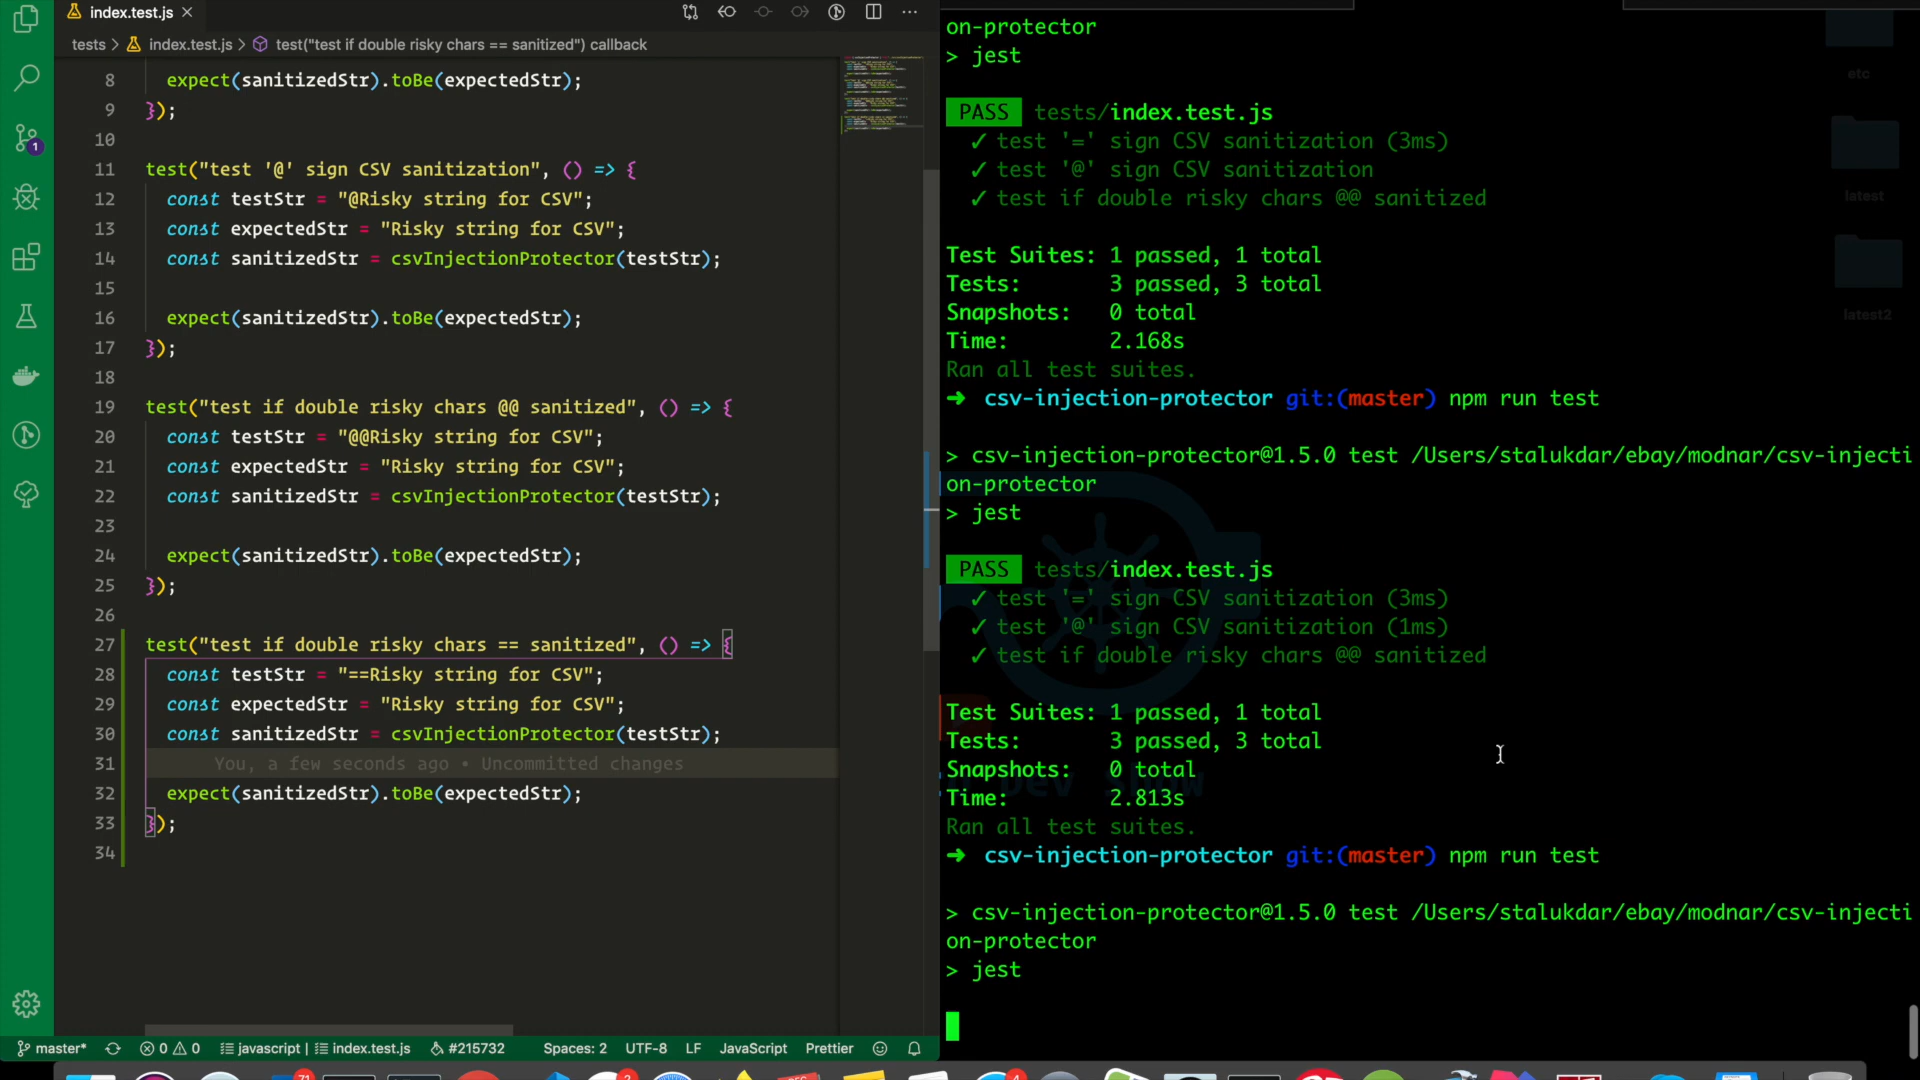 index.test.js
tests > index.test.js > test("test if double risky chars == sanitized") callback
8 expect(sanitizedStr).toBe(expectedStr);
9 });
10
11 test("test '@' sign CSV sanitization", () => {
12 const testStr = "@Risky string for CSV";
13 const expectedStr = "Risky string for CSV";
14 const sanitizedStr = csvInjectionProtector(testStr);
15
16 expect(sanitizedStr).toBe(expectedStr);
17 });
18
19 test("test if double risky chars @@ sanitized", () => {
20 const testStr = "@@Risky string for CSV";
21 const expectedStr = "Risky string for CSV";
22 const sanitizedStr = csvInjectionProtector(testStr);
23
24 expect(sanitizedStr).toBe(expectedStr);
25 });
26
27 test("test if double risky chars == sanitized", () => {
28 const testStr = "==Risky string for CSV";
29 const expectedStr = "Risky string for CSV";
30 const sanitizedStr = csvInjectionProtector(testStr);
31 You, a few seconds ago • Uncommitted changes
32 expect(sanitizedStr).toBe(expectedStr);
33 });
34
1
master* 0 0 javascript | index.test.js #215732 Spaces: 2 UTF-8 LF JavaScript Prettier
on-protector
> jest
PASS tests/index.test.js
✓ test '=' sign CSV sanitization (3ms)
✓ test '@' sign CSV sanitization
✓ test if double risky chars @@ sanitized
Test Suites: 1 passed, 1 total
Tests: 3 passed, 3 total
Snapshots: 0 total
Time: 2.168s
Ran all test suites.
➜ csv-injection-protector git:(master) npm run test
> csv-injection-protector@1.5.0 test /Users/stalukdar/ebay/modnar/csv-injecti
on-protector
> jest
PASS tests/index.test.js
✓ test '=' sign CSV sanitization (3ms)
✓ test '@' sign CSV sanitization (1ms)
✓ test if double risky chars @@ sanitized
Test Suites: 1 passed, 1 total
Tests: 3 passed, 3 total
Snapshots: 0 total
Time: 2.813s
Ran all test suites.
➜ csv-injection-protector git:(master) npm run test
> csv-injection-protector@1.5.0 test /Users/stalukdar/ebay/modnar/csv-injecti
on-protector
> jest
etc
latest
latest2